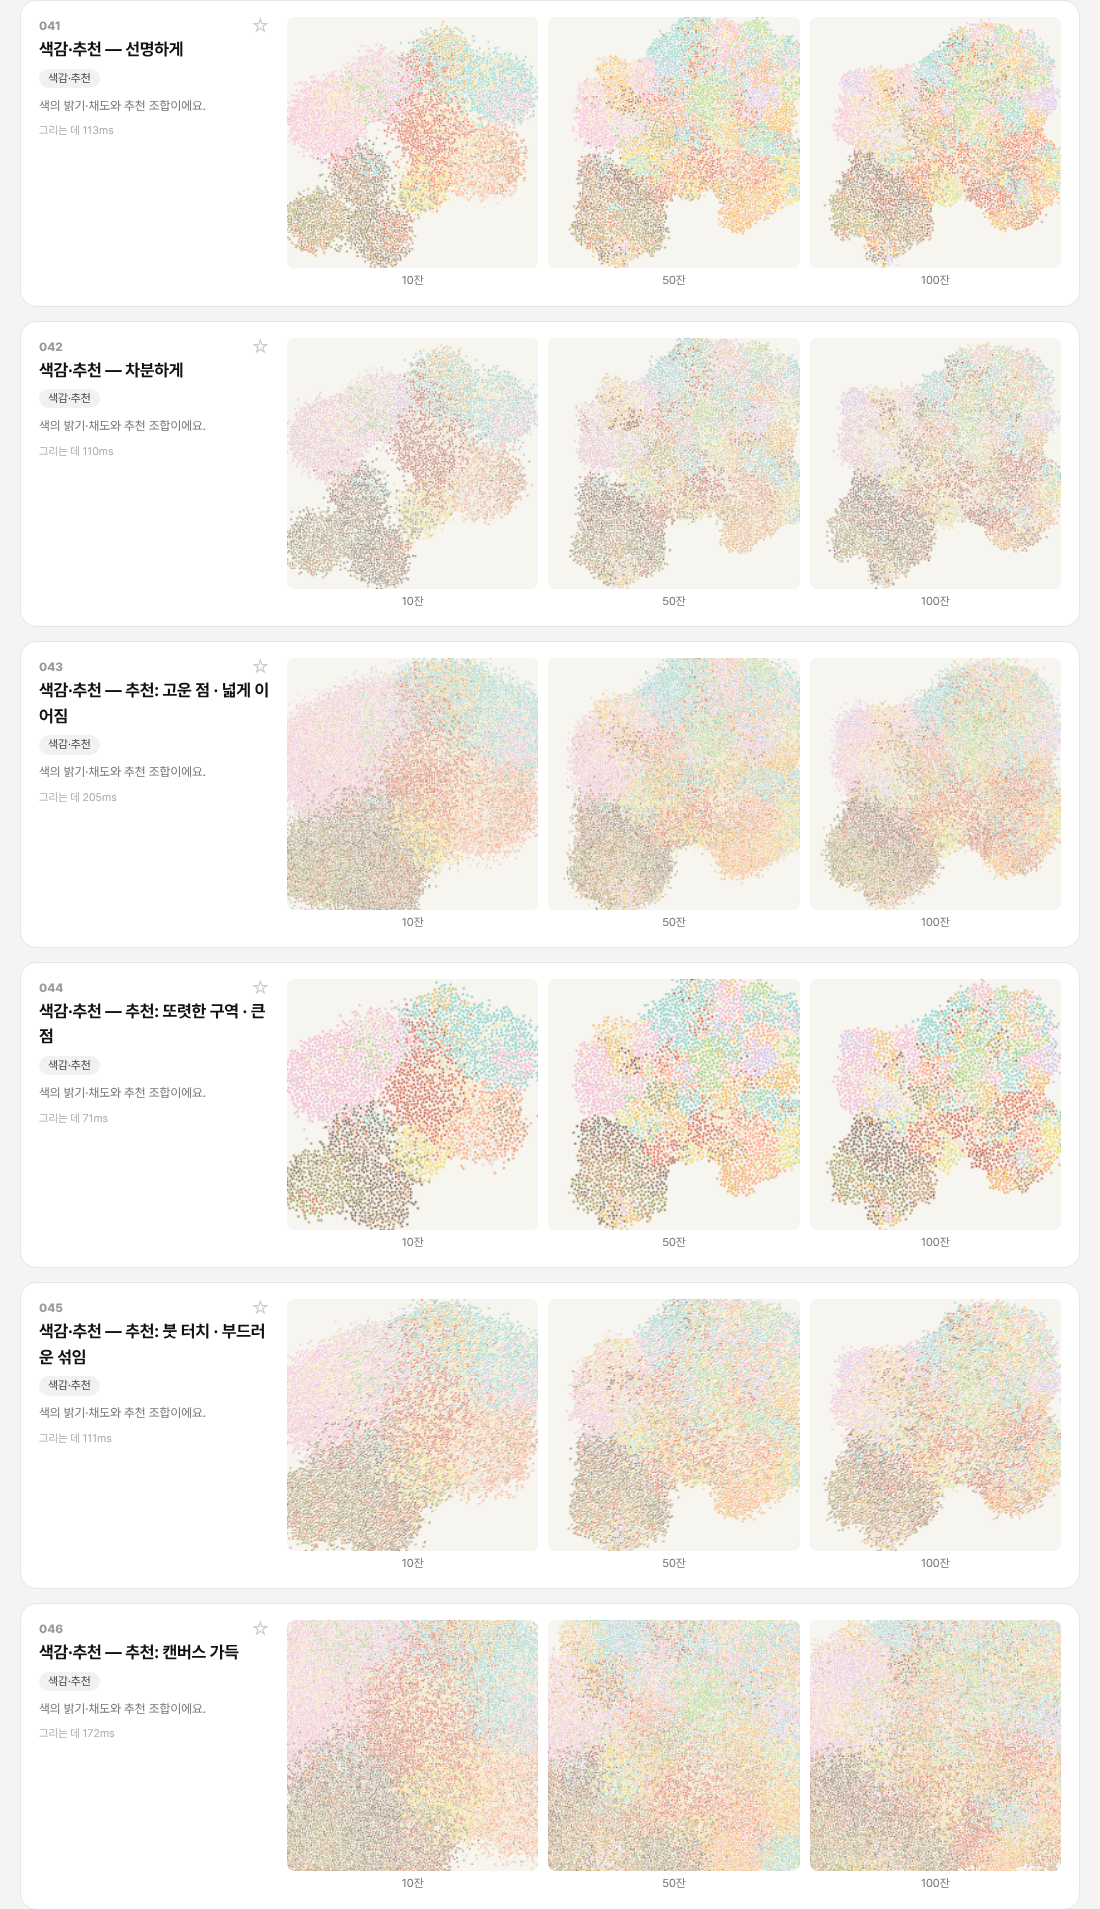 041
☆
색감·추천 — 선명하게
색감·추천
색의 밝기·채도와 추천 조합이에요.
그리는 데 113ms
10잔
50잔
100잔
042
☆
색감·추천 — 차분하게
색감·추천
색의 밝기·채도와 추천 조합이에요.
그리는 데 110ms
10잔
50잔
100잔
043
☆
색감·추천 — 추천: 고운 점 · 넓게 이
어짐
색감·추천
색의 밝기·채도와 추천 조합이에요.
그리는 데 205ms
10잔
50잔
100잔
044
☆
색감·추천 — 추천: 또렷한 구역 · 큰
점
색감·추천
색의 밝기·채도와 추천 조합이에요.
그리는 데 71ms
10잔
50잔
100잔
045
☆
색감·추천 — 추천: 붓 터치 · 부드러
운 섞임
색감·추천
색의 밝기·채도와 추천 조합이에요.
그리는 데 111ms
10잔
50잔
100잔
046
☆
색감·추천 — 추천: 캔버스 가득
색감·추천
색의 밝기·채도와 추천 조합이에요.
그리는 데 172ms
10잔
50잔
100잔